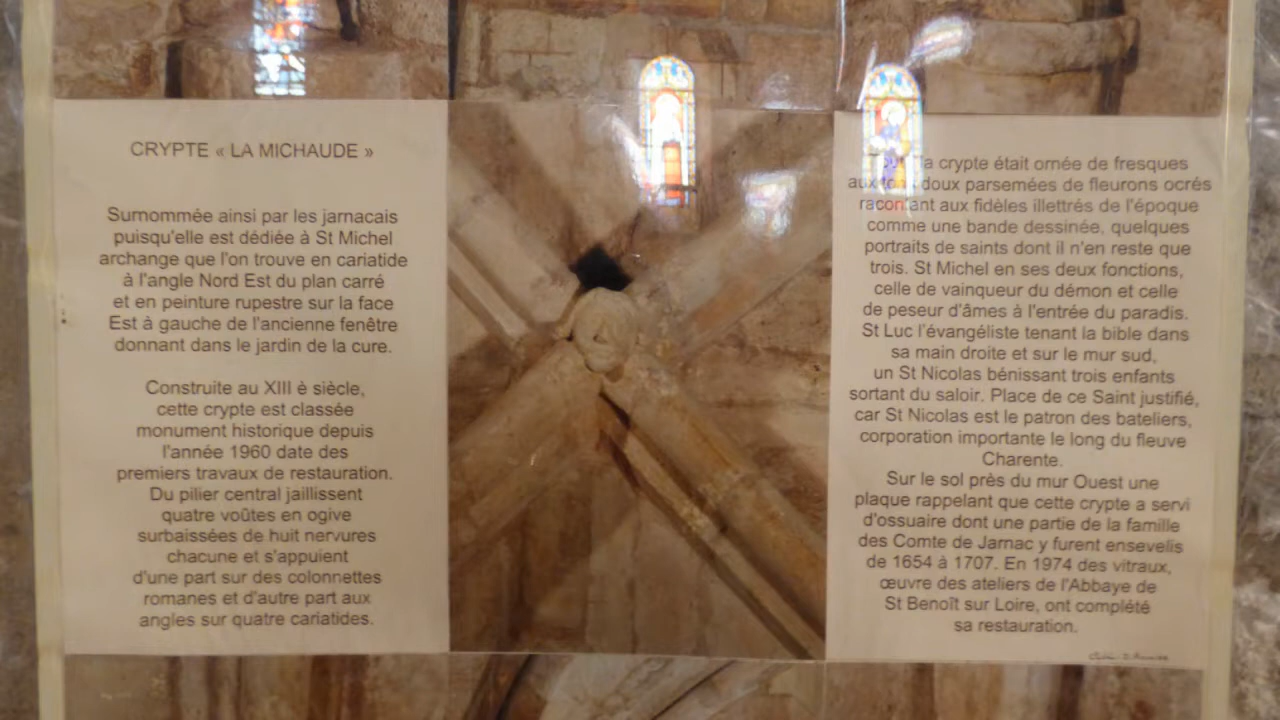 CRYPTE « LA MICHAUDE »
Surnommée ainsi par les jarnacais
puisqu'elle est dédiée à St Michel
archange que l'on trouve en cariatide
à l'angle Nord Est du plan carré
et en peinture rupestre sur la face
Est à gauche de l'ancienne fenêtre
donnant dans le jardin de la cure.
Construite au XIII è siècle,
cette crypte est classée
monument historique depuis
l'année 1960 date des
premiers travaux de restauration.
Du pilier central jaillissent
quatre voûtes en ogive
surbaissées de huit nervures
chacune et s'appuient
d'une part sur des colonnettes
romanes et d'autre part aux
angles sur quatre cariatides.
la crypte était ornée de fresques
aux doux parsemées de fleurons ocrés
racontant aux fidèles illettrés de l'époque
comme une bande dessinée, quelques
portraits de saints dont il n'en reste que
trois. St Michel en ses deux fonctions,
celle de vainqueur du démon et celle
de peseur d'âmes à l'entrée du paradis.
St Luc l'évangéliste tenant la bible dans
sa main droite et sur le mur sud,
un St Nicolas bénissant trois enfants
sortant du saloir. Place de ce Saint justifié,
car St Nicolas est le patron des bateliers,
corporation importante le long du fleuve
Charente.
Sur le sol près du mur Ouest une
plaque rappelant que cette crypte a servi
d'ossuaire dont une partie de la famille
des Comte de Jarnac y furent ensevelis
de 1654 à 1707. En 1974 des vitraux,
œuvre des ateliers de l'Abbaye de
St Benoît sur Loire, ont complété
sa restauration.